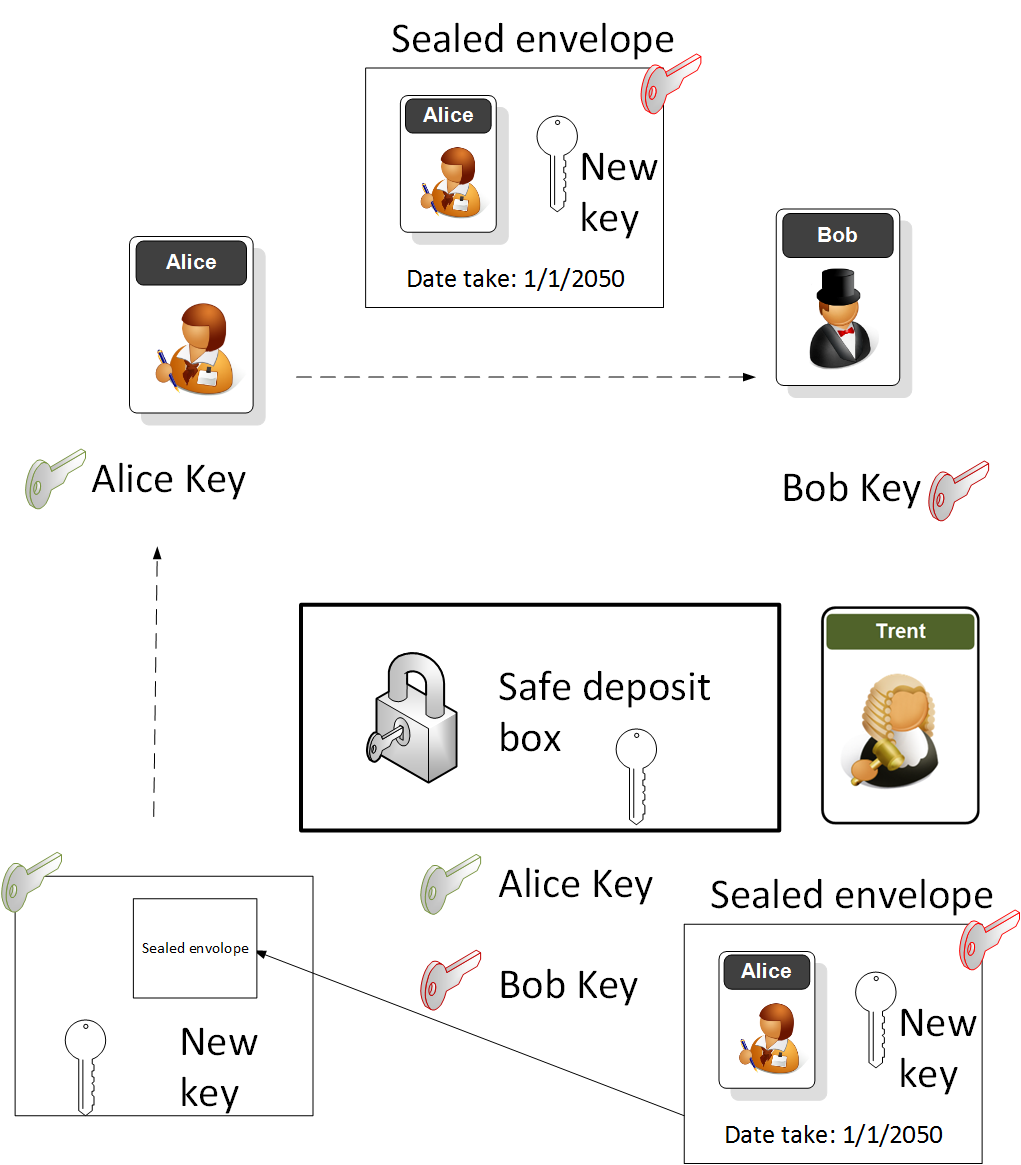 Sealed envelope
Alice
New
key
Date take: 1/1/2050
Alice
Bob
Alice Key
Bob Key
Safe deposit
box
Trent
Alice Key
Bob Key
Sealed envolope
New
key
Sealed envelope
Alice
New
key
Date take: 1/1/2050